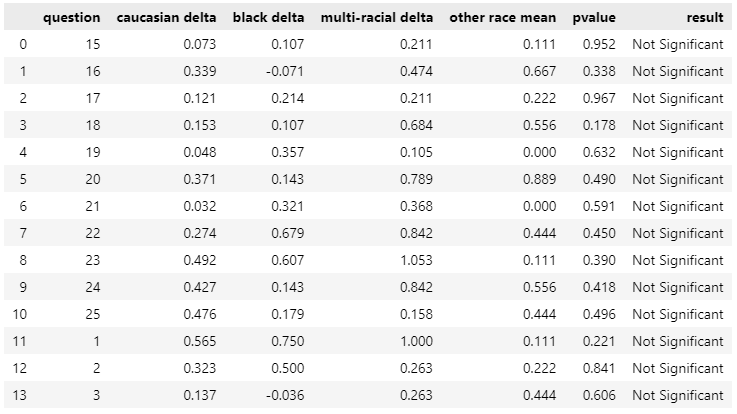 question caucasian delta black delta multi-racial delta other race mean pvalue result
0 15 0.073 0.107 0.211 0.111 0.952 Not Significant
1 16 0.339 -0.071 0.474 0.667 0.338 Not Significant
2 17 0.121 0.214 0.211 0.222 0.967 Not Significant
3 18 0.153 0.107 0.684 0.556 0.178 Not Significant
4 19 0.048 0.357 0.105 0.000 0.632 Not Significant
5 20 0.371 0.143 0.789 0.889 0.490 Not Significant
6 21 0.032 0.321 0.368 0.000 0.591 Not Significant
7 22 0.274 0.679 0.842 0.444 0.450 Not Significant
8 23 0.492 0.607 1.053 0.111 0.390 Not Significant
9 24 0.427 0.143 0.842 0.556 0.418 Not Significant
10 25 0.476 0.179 0.158 0.444 0.496 Not Significant
11 1 0.565 0.750 1.000 0.111 0.221 Not Significant
12 2 0.323 0.500 0.263 0.222 0.841 Not Significant
13 3 0.137 -0.036 0.263 0.444 0.606 Not Significant